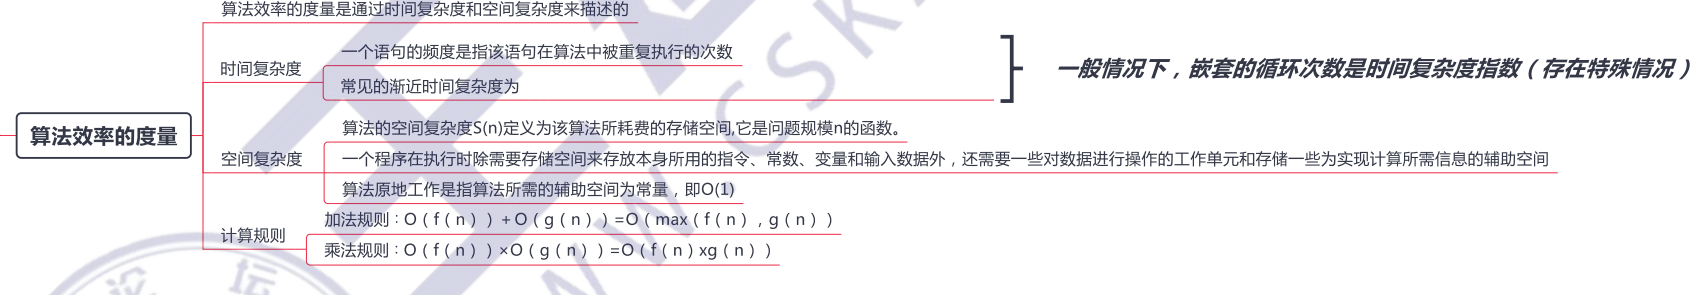 算法效率的度量是通过时间复杂度和空间复杂度来描述的
一个语句的频度是指该语句在算法中被重复执行的次数
时间复杂度
一般情况下，嵌套的循环次数是时间复杂度指数（存在特殊情况）
常见的渐近时间复杂度为
算法效率的度量
算法的空间复杂度S(n)定义为该算法所耗费的存储空间,它是问题规模n的函数。
空间复杂度
一个程序在执行时除需要存储空间来存放本身所用的指令、常数、变量和输入数据外，还需要一些对数据进行操作的工作单元和存储一些为实现计算所需信息的辅助空间
算法原地工作是指算法所需的辅助空间为常量，即O(1)
加法规则：O（f（n））+O（g（n））=O（max（f（n）,g（n））
计算规则
乘法规则：O（f（n））×O（g（n））=O（f（n）xg（n））
论坛
W.CSK